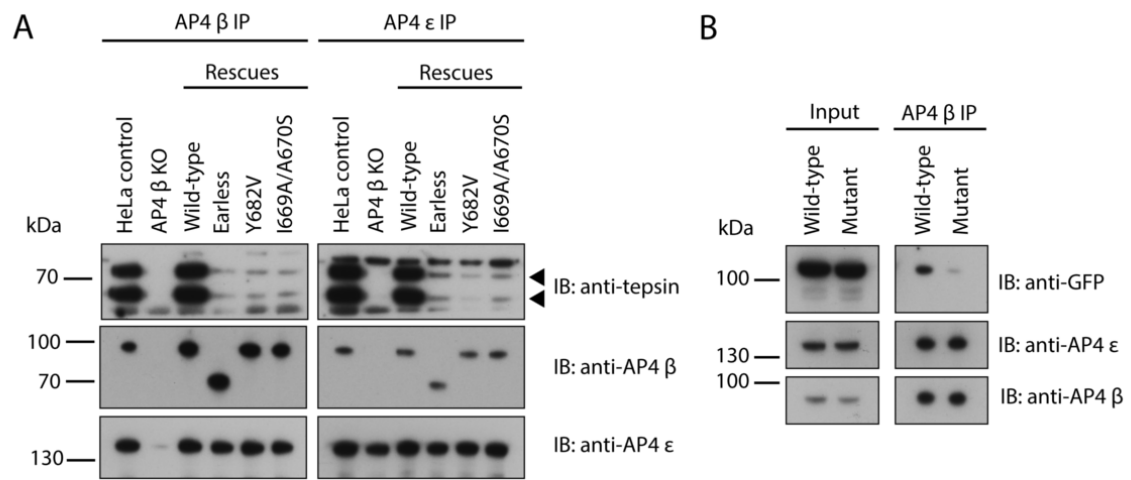 A
AP4 β IP
AP4 ε IP
Rescues
Rescues
HeLa control
AP4 β KO
Wild-type
Earless
Y682V
I669A/A670S
HeLa control
AP4 β KO
Wild-type
Earless
Y682V
I669A/A670S
kDa
70
IB: anti-tepsin
100
70
IB: anti-AP4 β
130
IB: anti-AP4 ε
B
Input
AP4 β IP
Wild-type
Mutant
Wild-type
Mutant
kDa
100
IB: anti-GFP
130
IB: anti-AP4 ε
100
IB: anti-AP4 β